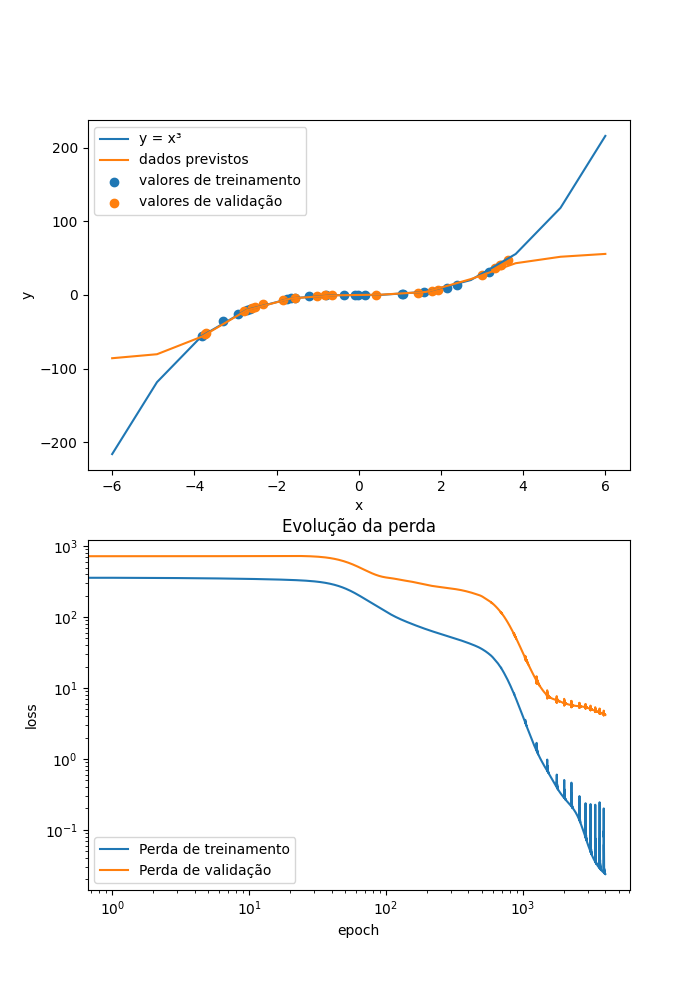 y = x³
dados previstos
valores de treinamento
valores de validação
200
100
0
−100
−200
y
−6 −4 −2 0 2 4 6
x
Evolução da perda
10³
10²
10¹
10⁰
10⁻¹
loss
Perda de treinamento
Perda de validação
10⁰ 10¹ 10² 10³
epoch